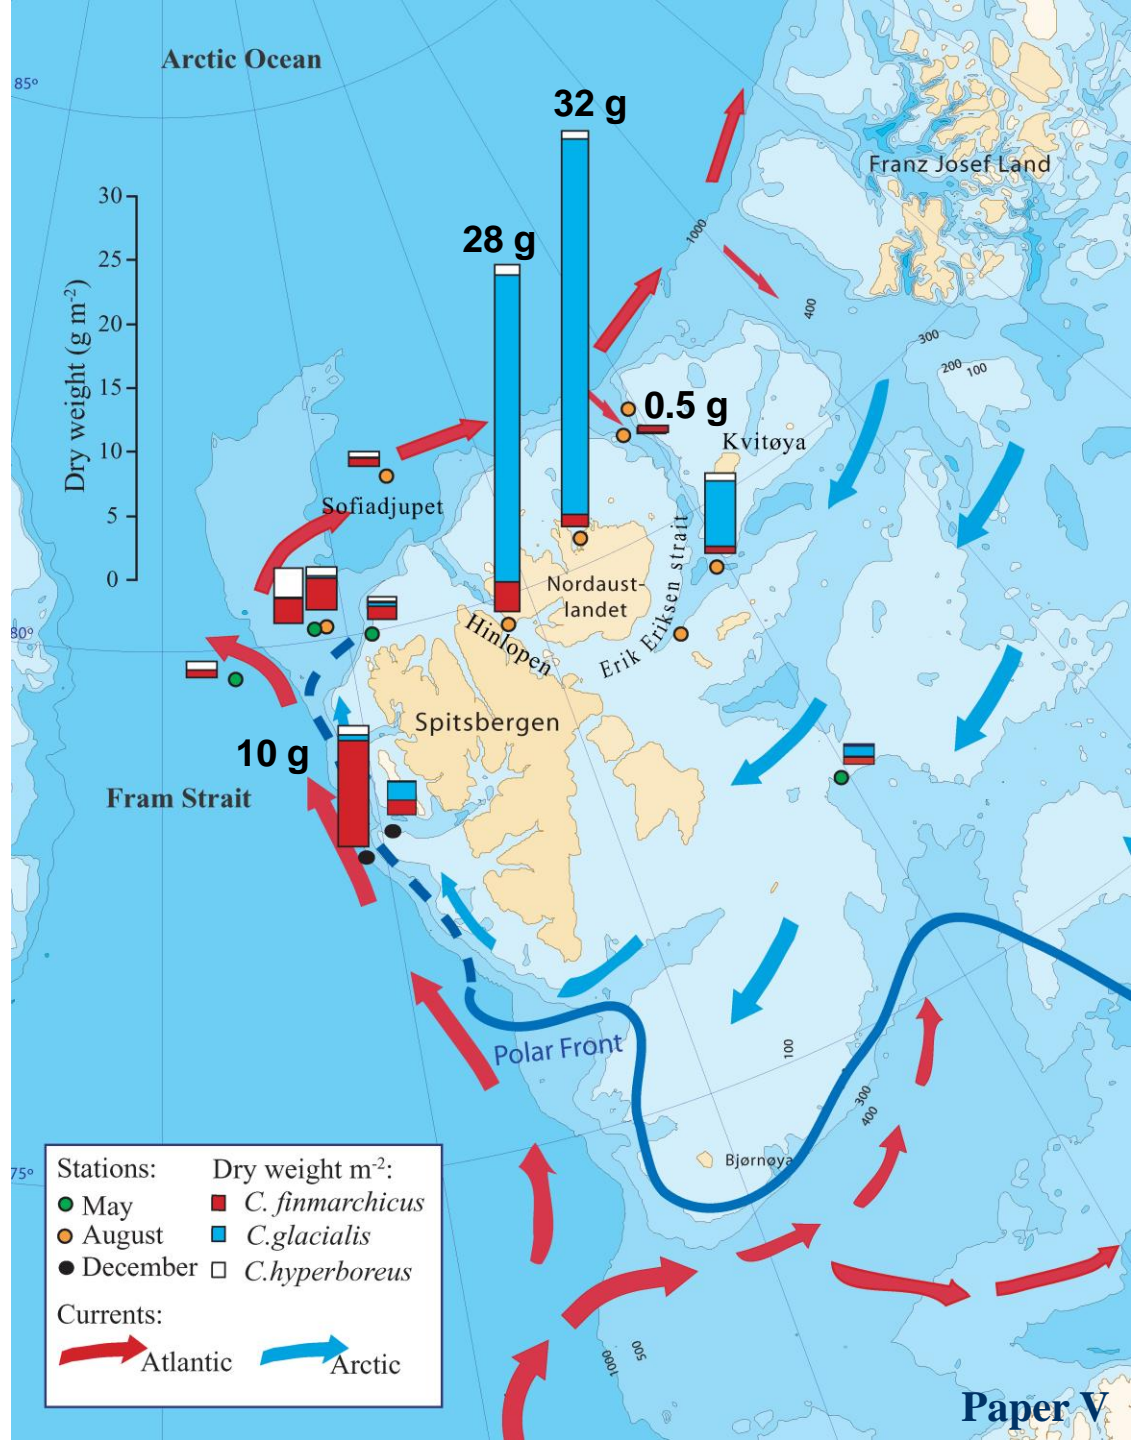 Arctic Ocean
85º
32 g
Franz Josef Land
30
1000
28 g
25
400
20
300
200
100
15
Dry weight (g m-2)
0.5 g
Kvitøya
10
Sofiadjupet
5
0
Nordaust-
landet
Erik Eriksen strait
Hinlopen
80º
Spitsbergen
10 g
Fram Strait
Polar Front
100
300
400
Bjørnøya
75º
Stations:
May
August
December
Dry weight m-2:
C. finmarchicus
C.glacialis
C.hyperboreus
Currents:
Atlantic
Arctic
500
1000
Paper V